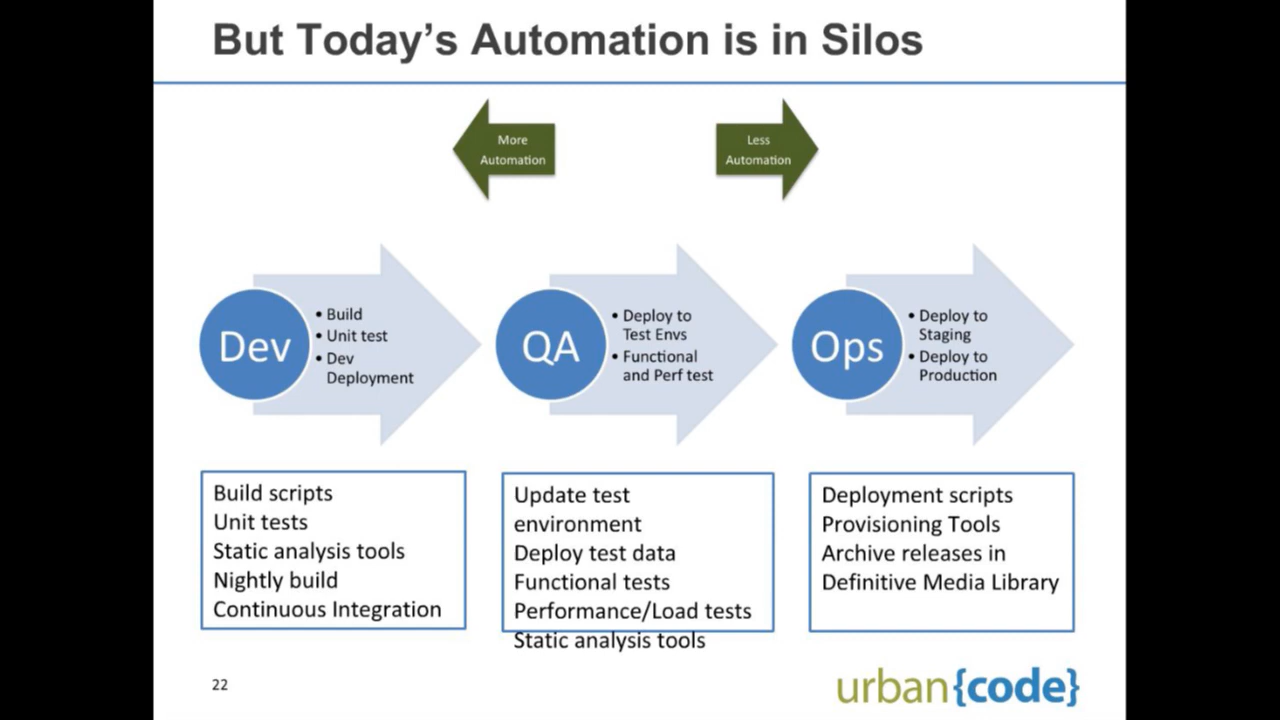 But Today's Automation is in Silos
More
Automation
Less
Automation
Dev
• Build
• Unit test
• Dev
Deployment
QA
• Deploy to
Test Envs
• Functional
and Perf test
Ops
• Deploy to
Staging
• Deploy to
Production
Build scripts
Unit tests
Static analysis tools
Nightly build
Continuous Integration
Update test
environment
Deploy test data
Functional tests
Performance/Load tests
Static analysis tools
Deployment scripts
Provisioning Tools
Archive releases in
Definitive Media Library
22
urban{code}